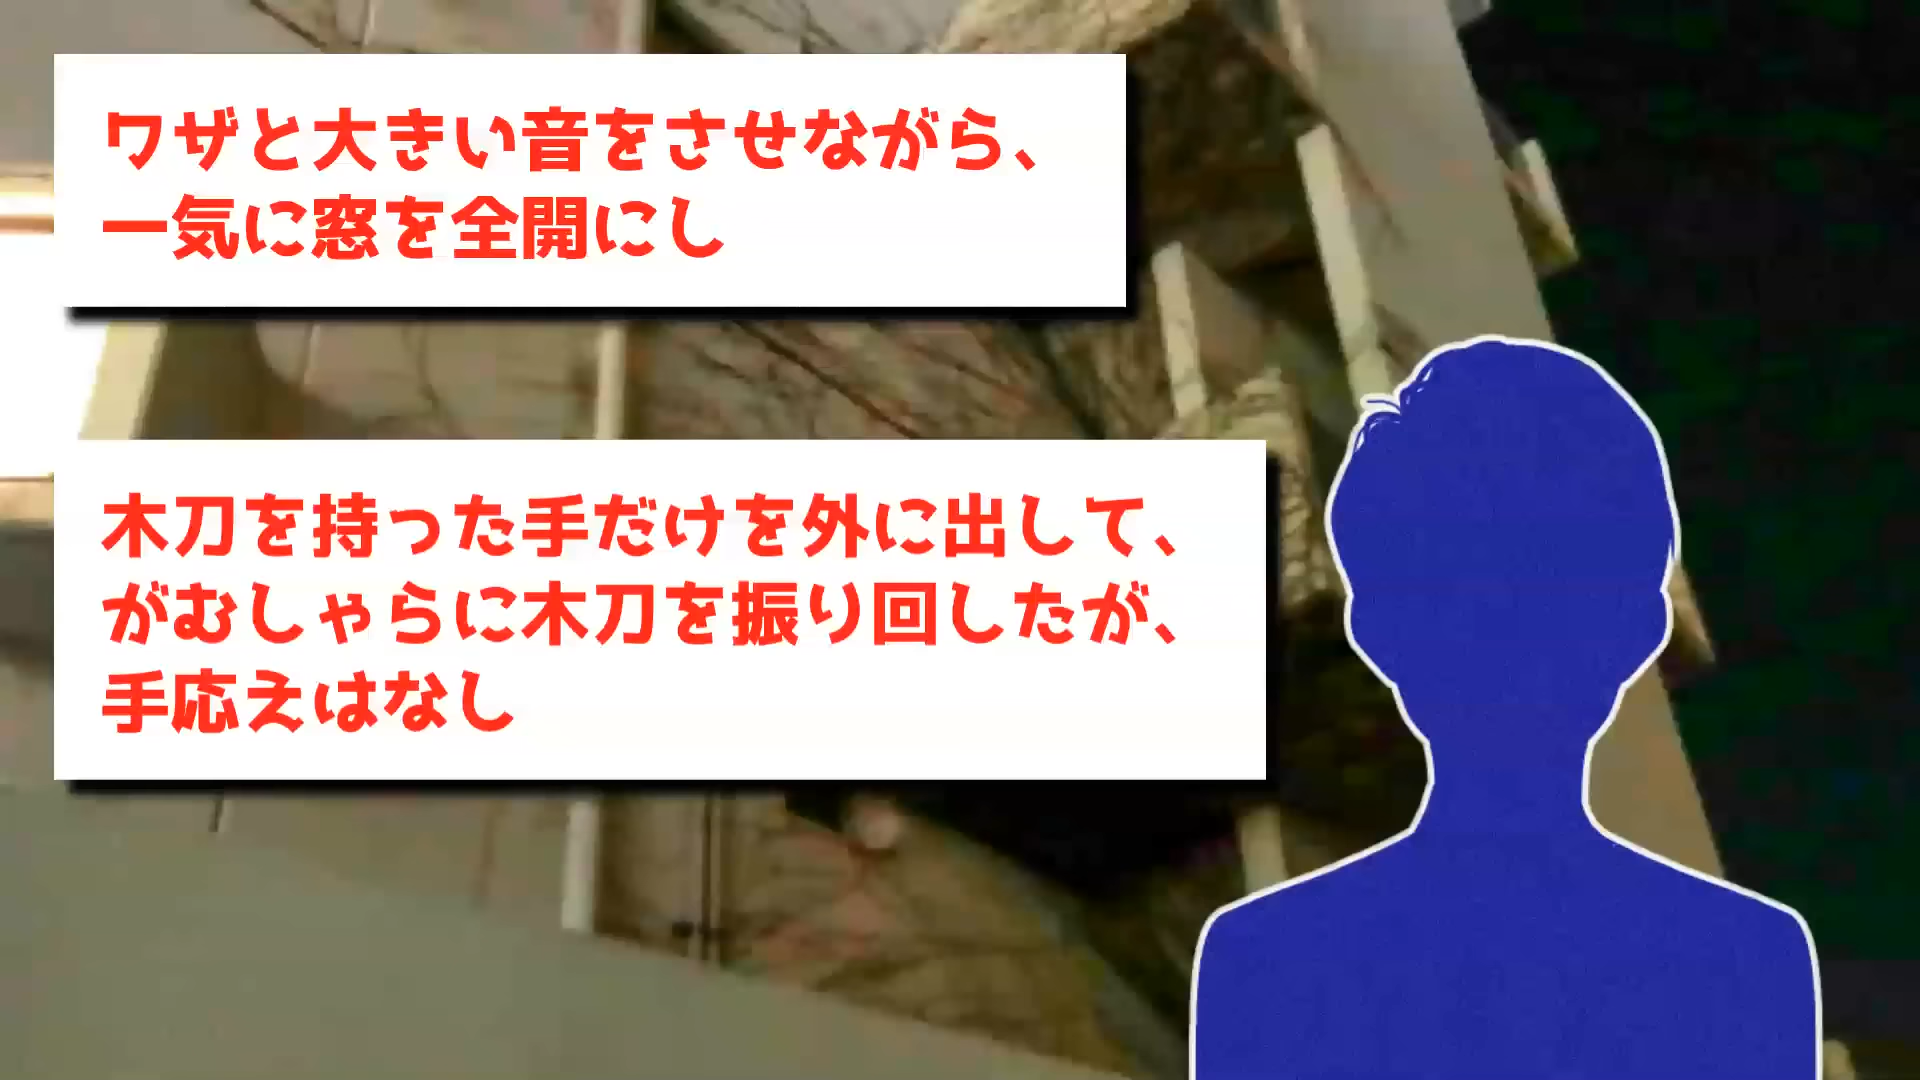 ワザと大きい音をさせながら、
一気に窓を全開にし
木刀を持った手だけを外に出して、
がむしゃらに木刀を振り回したが、
手応えはなし